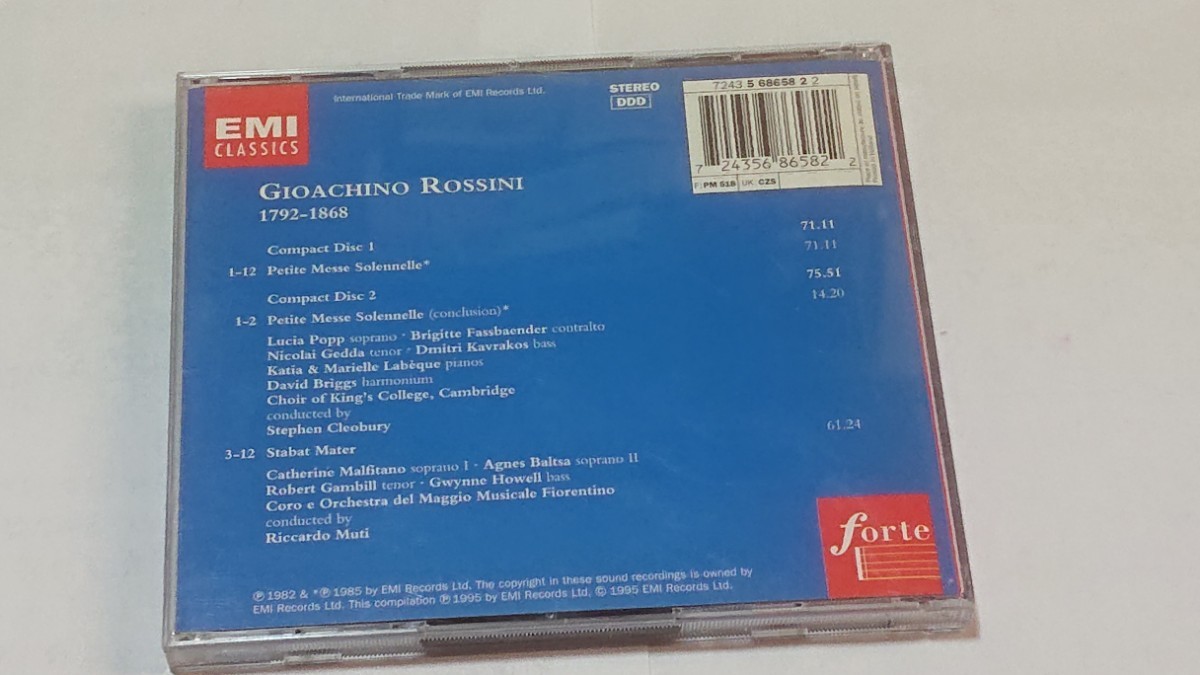 EMI
CLASSICS
International Trade Mark of EMI Records Ltd.
STEREO
DDD
7243 5 68658 2 2
7 24356 86582 2
F: PM 518 UK: CZS
GIOACHINO ROSSINI
1792–1868
Compact Disc 1 71.11
1–12 Petite Messe Solennelle* 71.11
Compact Disc 2 75.51
1–2 Petite Messe Solennelle (conclusion)* 14.20
Lucia Popp soprano · Brigitte Fassbaender contralto
Nicolai Gedda tenor · Dmitri Kavrakos bass
Katia & Marielle Labèque pianos
David Briggs harmonium
Choir of King's College, Cambridge
conducted by
Stephen Cleobury
3–12 Stabat Mater 61.24
Catherine Malfitano soprano I · Agnes Baltsa soprano II
Robert Gambill tenor · Gwynne Howell bass
Coro e Orchestra del Maggio Musicale Fiorentino
conducted by
Riccardo Muti
forte
℗ 1982 & *℗ 1985 by EMI Records Ltd. The copyright in these sound recordings is owned by
EMI Records Ltd. This compilation ℗ 1995 by EMI Records Ltd. © 1995 EMI Records Ltd.